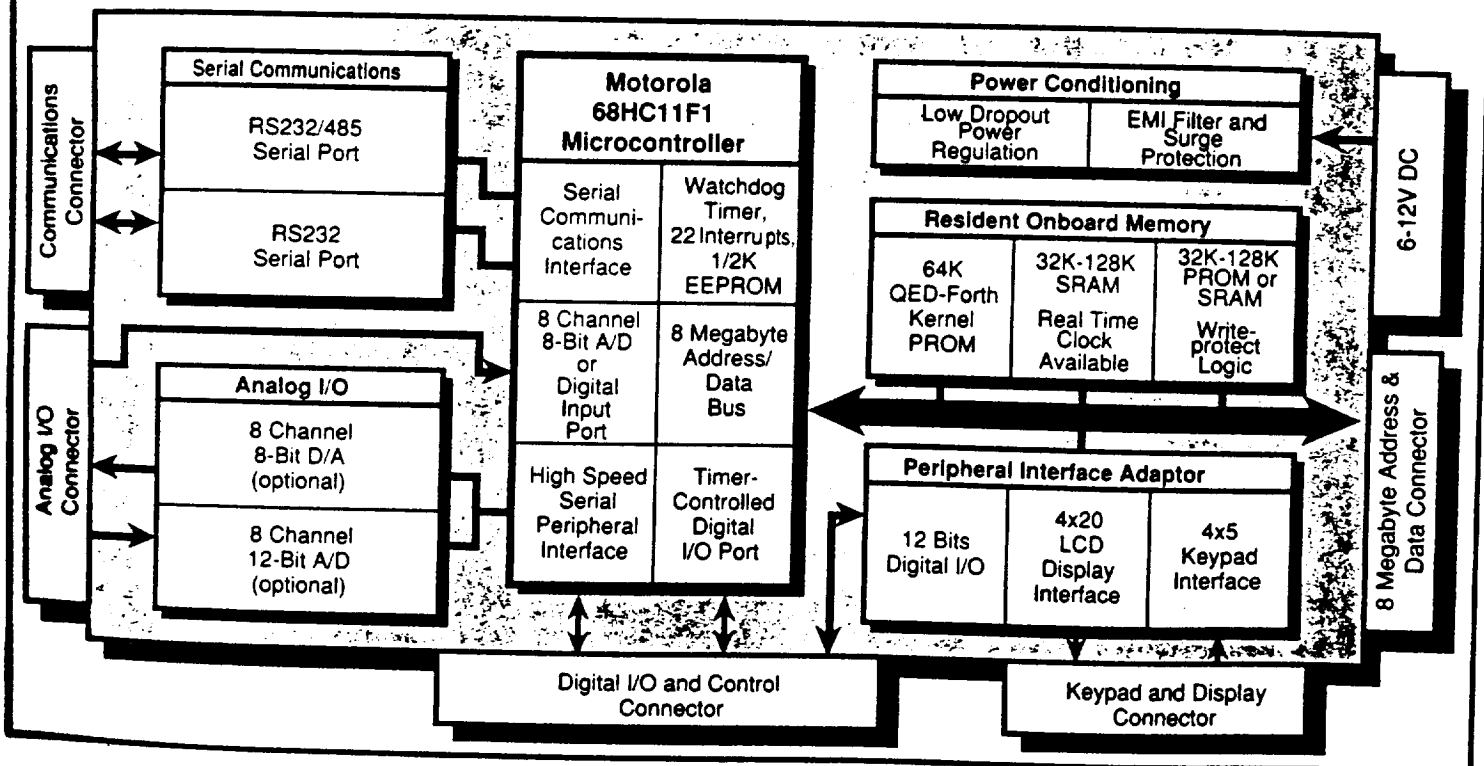 Communications
Connector
Serial Communications
RS232/485
Serial Port
RS232
Serial Port
Motorola
68HC11F1
Microcontroller
Serial
Communi-
cations
Interface
Watchdog
Timer,
22 Interrupts,
1/2K
EEPROM
8 Channel
8-Bit A/D
or
Digital
Input
Port
8 Megabyte
Address/
Data
Bus
High Speed
Serial
Peripheral
Interface
Timer-
Controlled
Digital
I/O Port
Power Conditioning
Low Dropout
Power
Regulation
EMI Filter and
Surge
Protection
6-12V DC
Resident Onboard Memory
64K
QED-Forth
Kernel
PROM
32K-128K
SRAM
Real Time
Clock
Available
32K-128K
PROM or
SRAM
Write-
protect
Logic
Analog I/O
Connector
Analog I/O
8 Channel
8-Bit D/A
(optional)
8 Channel
12-Bit A/D
(optional)
Peripheral Interface Adaptor
12 Bits
Digital I/O
4x20
LCD
Display
Interface
4x5
Keypad
Interface
8 Megabyte Address &
Data Connector
Digital I/O and Control
Connector
Keypad and Display
Connector